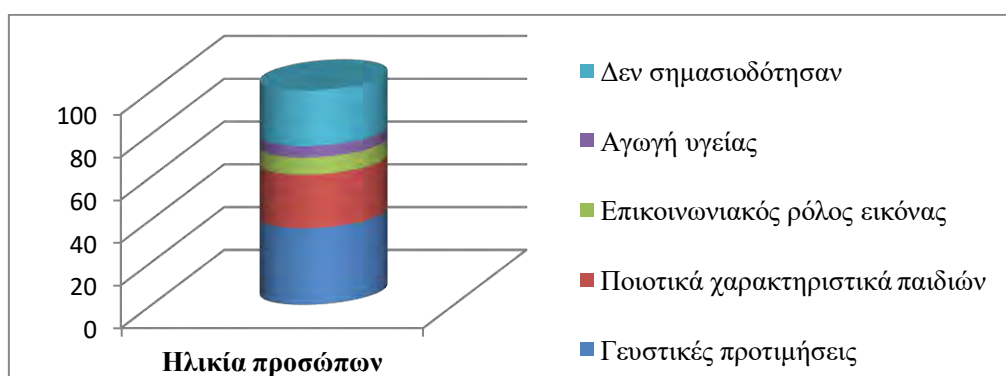 100
80
60
40
20
0
Ηλικία προσώπων
Δεν σημασιοδότησαν
Αγωγή υγείας
Επικοινωνιακός ρόλος εικόνας
Ποιοτικά χαρακτηριστικά παιδιών
Γευστικές προτιμήσεις